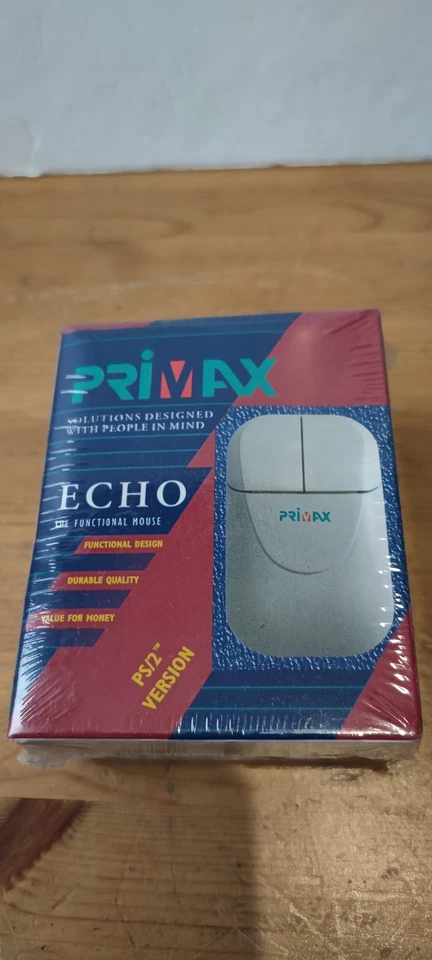 PRIMAX
SOLUTIONS DESIGNED
WITH PEOPLE IN MIND
ECHO
THE FUNCTIONAL MOUSE
FUNCTIONAL DESIGN
DURABLE QUALITY
VALUE FOR MONEY
PS/2™
VERSION
PRIMAX